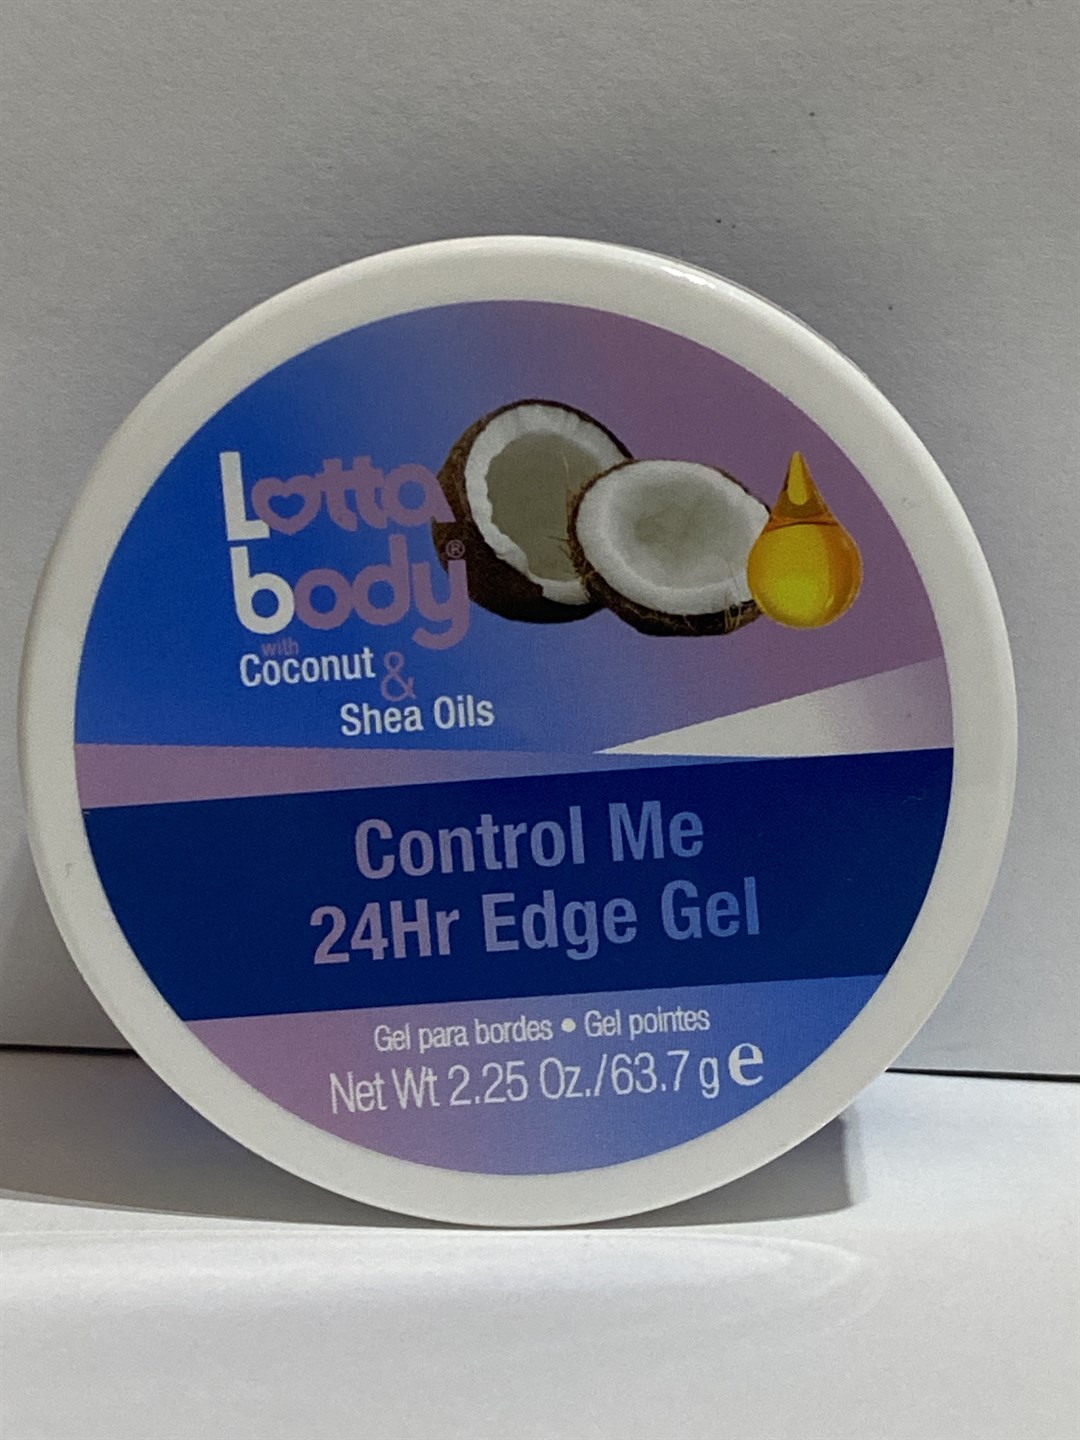 Lotta
body®
with
Coconut &
Shea Oils
Control Me
24Hr Edge Gel
Gel para bordes • Gel pointes
Net Wt 2.25 Oz./63.7 g e